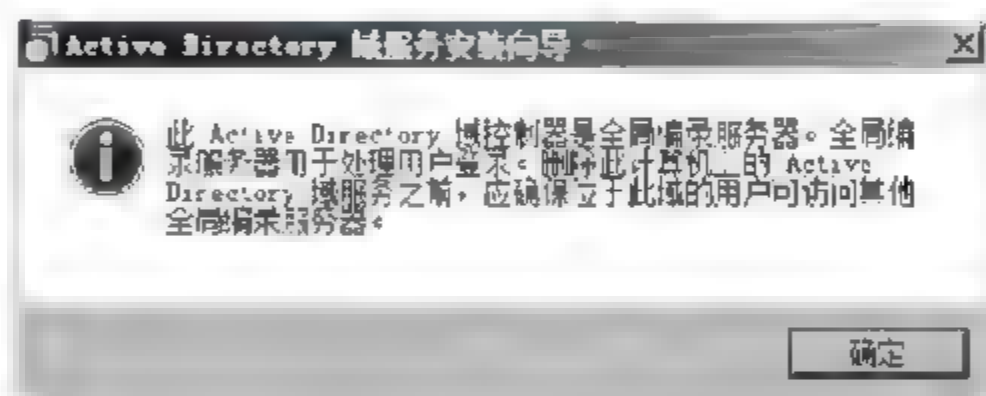 Active Directory 域服务安装向导
此 Active Directory 域控制器是全局编录服务器。全局编
录服务器用于处理用户登录。删除此计算机上的 Active
Directory 域服务之前，应确保位于此域的用户可访问其他
全局编录服务器。
确定